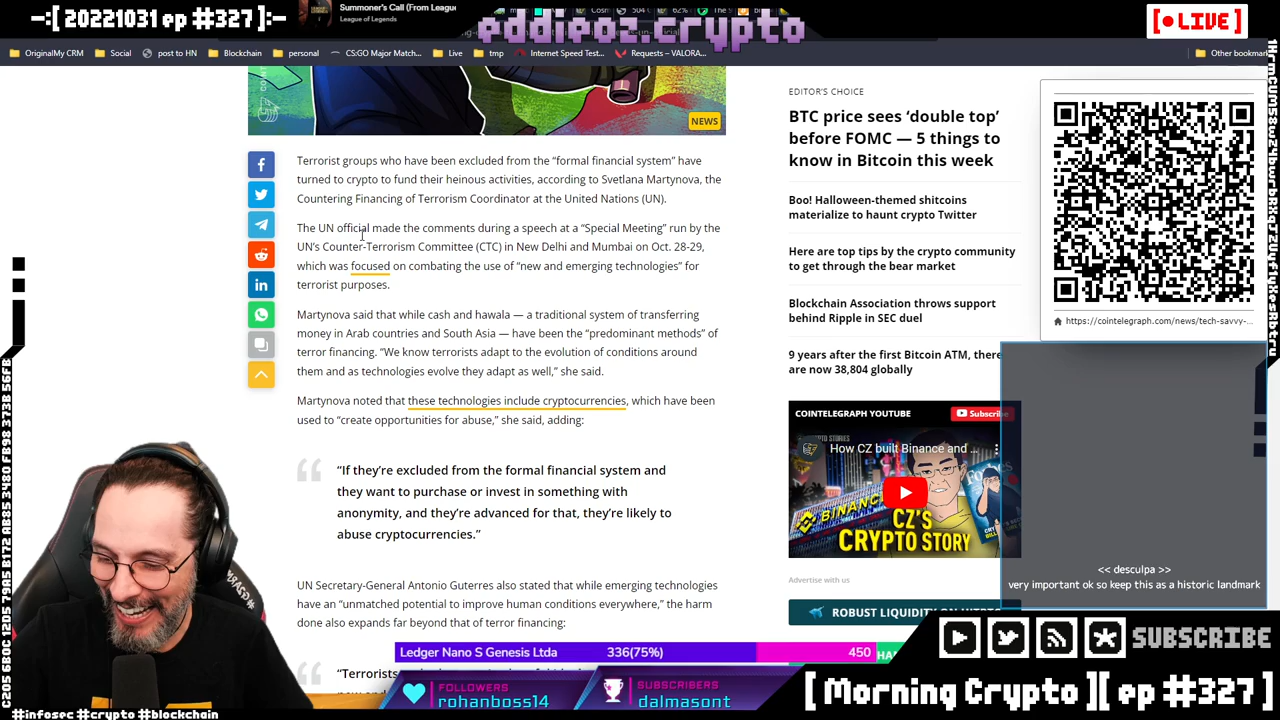 -:[ 20221031 ep #327]:-
Summoner's Call (From Leag
League of Legends
eddieoz.crypto
[ LIVE ]
OriginalMy CRM
Social
post to HN
Blockchain
personal
CS:GO Major Match...
Live
tmp
Internet Speed Test...
Requests – VALORA...
Other bookmar
NEWS
Terrorist groups who have been excluded from the “formal financial system” have
turned to crypto to fund their heinous activities, according to Svetlana Martynova, the
Countering Financing of Terrorism Coordinator at the United Nations (UN).
The UN official made the comments during a speech at a “Special Meeting” run by the
UN’s Counter-Terrorism Committee (CTC) in New Delhi and Mumbai on Oct. 28-29,
which was focused on combating the use of “new and emerging technologies” for
terrorist purposes.
Martynova said that while cash and hawala — a traditional system of transferring
money in Arab countries and South Asia — have been the “predominant methods” of
terror financing. “We know terrorists adapt to the evolution of conditions around
them and as technologies evolve they adapt as well,” she said.
Martynova noted that these technologies include cryptocurrencies, which have been
used to “create opportunities for abuse,” she said, adding:
“If they’re excluded from the formal financial system and
they want to purchase or invest in something with
anonymity, and they’re advanced for that, they’re likely to
abuse cryptocurrencies.”
UN Secretary-General Antonio Guterres also stated that while emerging technologies
have an “unmatched potential to improve human conditions everywhere,” the harm
done also expands far beyond that of terror financing:
“Terrorists
EDITOR’S CHOICE
BTC price sees ‘double top’
before FOMC — 5 things to
know in Bitcoin this week
Boo! Halloween-themed shitcoins
materialize to haunt crypto Twitter
Here are top tips by the crypto community
to get through the bear market
Blockchain Association throws support
behind Ripple in SEC duel
9 years after the first Bitcoin ATM, there
are now 38,804 globally
COINTELEGRAPH YOUTUBE
Subscribe
How CZ built Binance and ...
BINANCE
CZ'S
CRYPTO STORY
Advertise with us
ROBUST LIQUIDITY
https://cointelegraph.com/news/tech-savvy-...
<< desculpa >>
very important ok so keep this as a historic landmark
Ledger Nano S Genesis Ltda
336(75%)
450
FOLLOWERS
rohanboss14
SUBSCRIBERS
dalmasont
SUBSCRIBE
[ Morning Crypto ][ ep #327 ]
infosec #crypto #blockchain